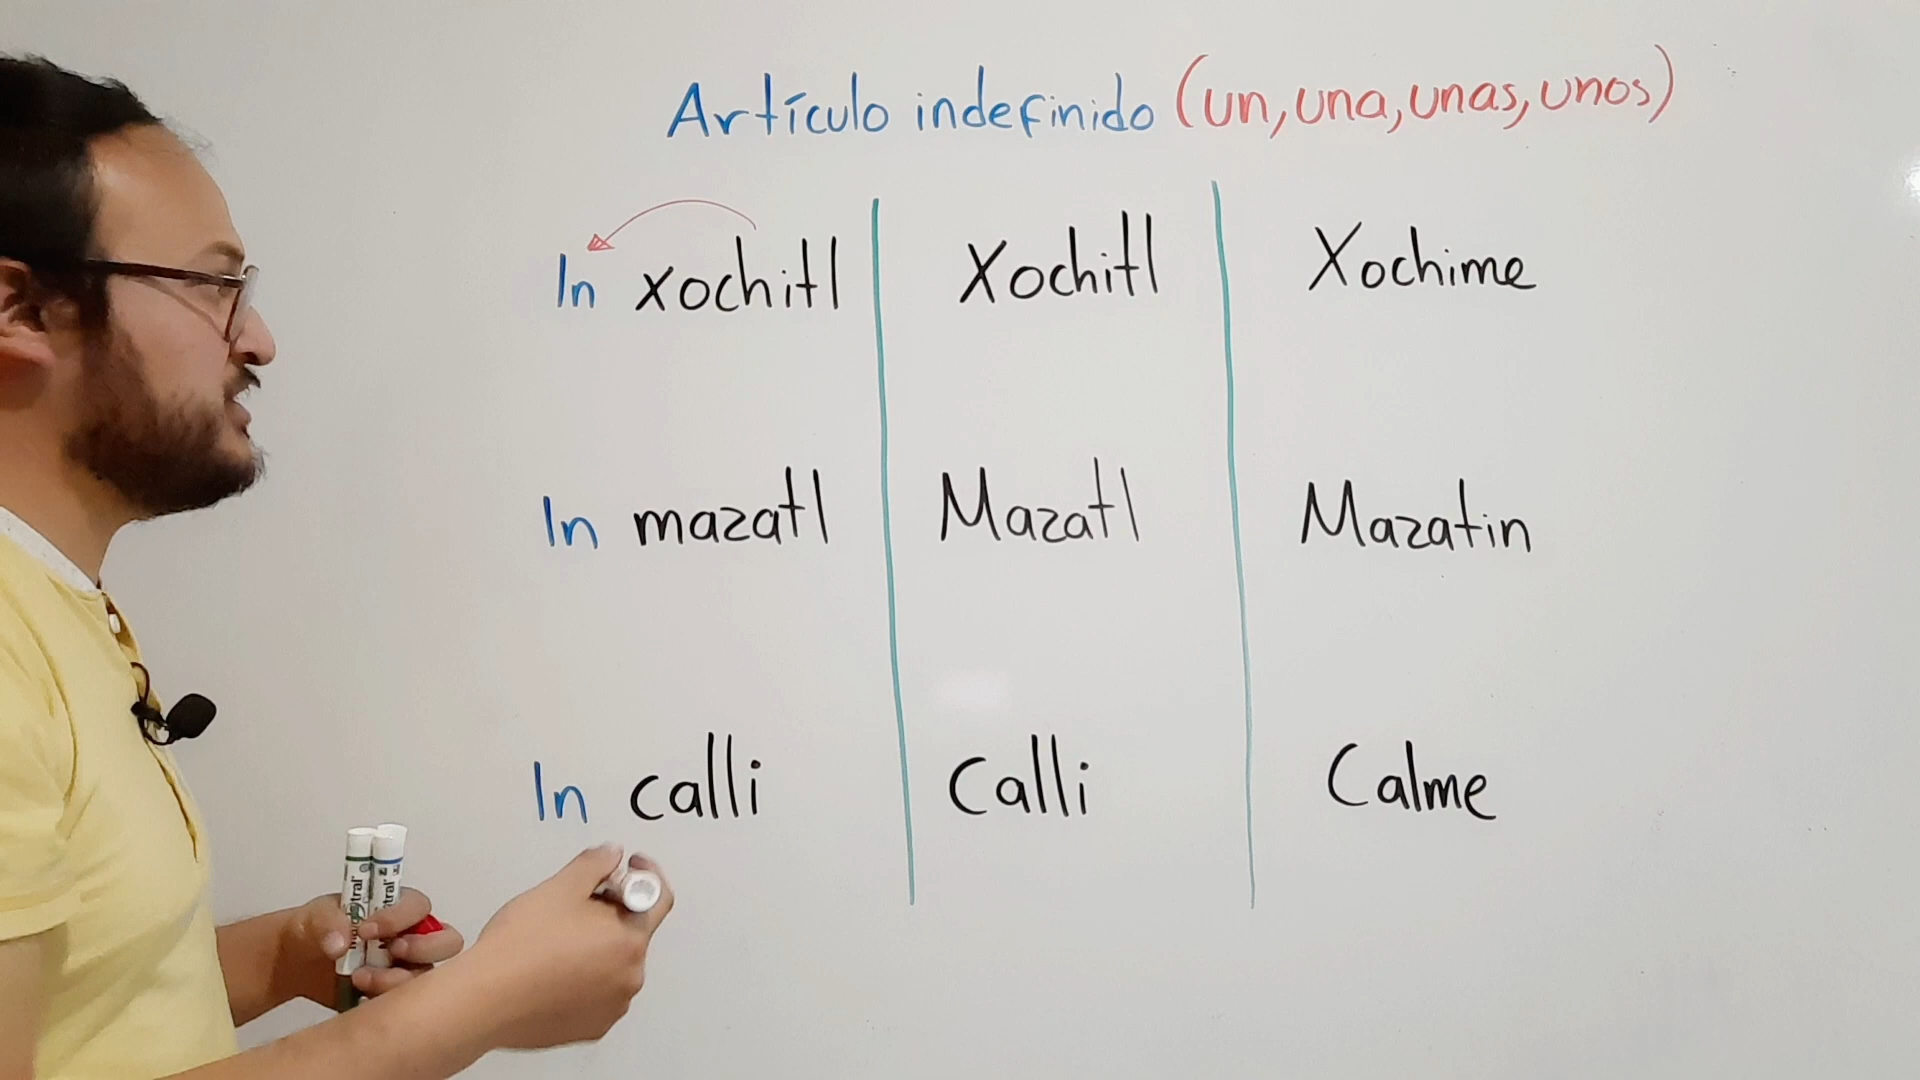 Artículo indefinido (un, una, unas, unos)
In xochitl Xochitl Xochime
In mazatl Mazatl Mazatin
In calli Calli Calme